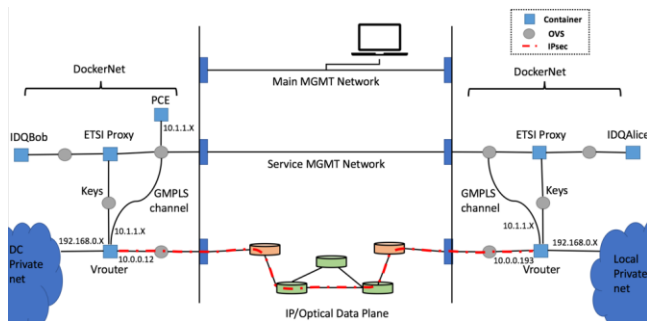 Container
OVS
IPsec
DockerNet
DockerNet
Main MGMT Network
PCE
10.1.1.X
IDQBob
ETSI Proxy
ETSI Proxy
IDQAlice
Service MGMT Network
Keys
GMPLS
channel
GMPLS
channel
Keys
10.1.1.X
10.1.1.X
DC
Private
net
192.168.0.X
10.0.0.12
Vrouter
10.0.0.193
192.168.0.X
Vrouter
Local
Private
net
IP/Optical Data Plane